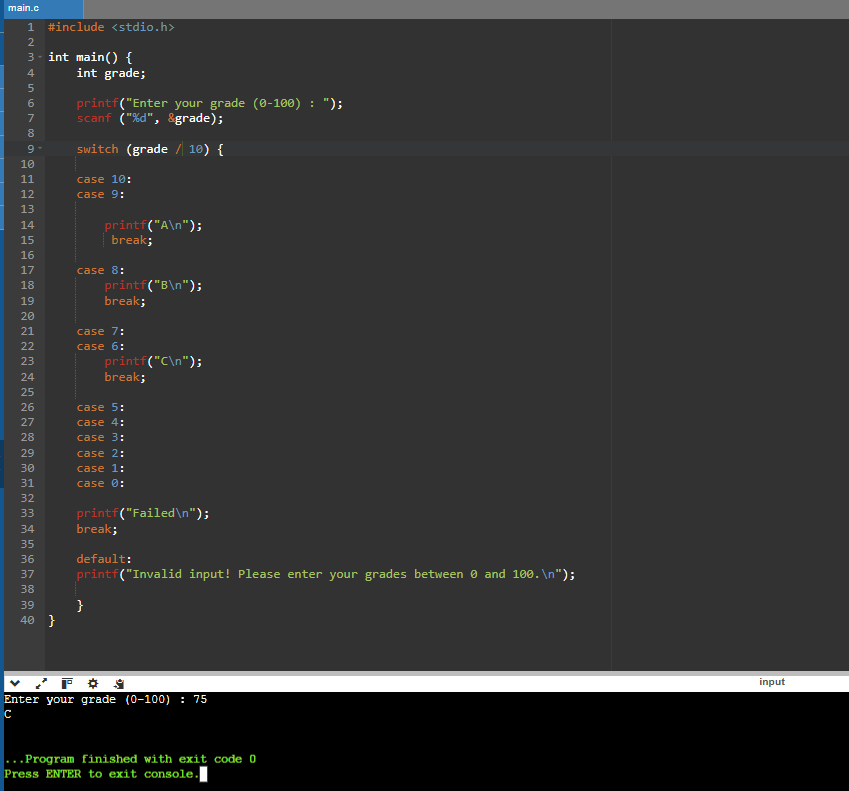 main.c
1 #include <stdio.h>
2
3 int main() {
4 int grade;
5
6 printf("Enter your grade (0-100) : ");
7 scanf ("%d", &grade);
8
9 switch (grade / 10) {
10
11 case 10:
12 case 9:
13
14 printf("A\n");
15 break;
16
17 case 8:
18 printf("B\n");
19 break;
20
21 case 7:
22 case 6:
23 printf("C\n");
24 break;
25
26 case 5:
27 case 4:
28 case 3:
29 case 2:
30 case 1:
31 case 0:
32
33 printf("Failed\n");
34 break;
35
36 default:
37 printf("Invalid input! Please enter your grades between 0 and 100.\n");
38
39 }
40 }
input
Enter your grade (0-100) : 75
C
...Program finished with exit code 0
Press ENTER to exit console.